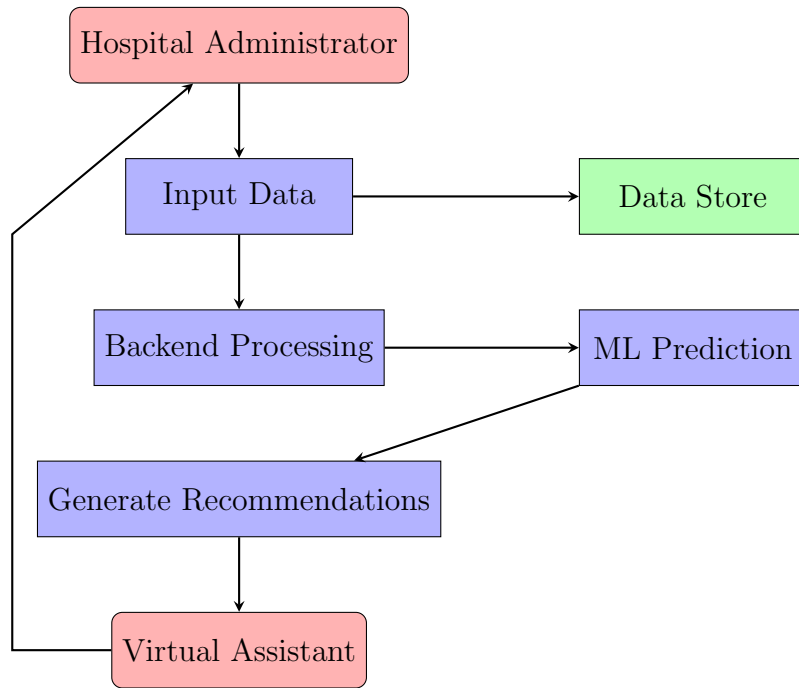 Hospital Administrator
Input Data
Data Store
Backend Processing
ML Prediction
Generate Recommendations
Virtual Assistant